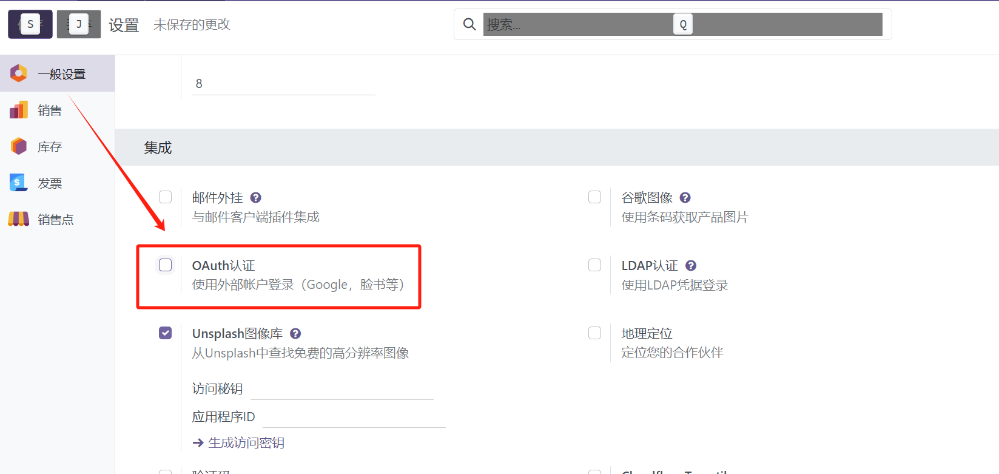 S
J
设置
未保存的更改
搜索...
Q
一般设置
销售
库存
发票
销售点
8
集成
邮件外挂
与邮件客户端插件集成
谷歌图像
使用条码获取产品图片
OAuth认证
使用外部帐户登录（Google，脸书等）
LDAP认证
使用LDAP凭据登录
Unsplash图像库
从Unsplash中查找免费的高分辨率图像
地理定位
定位您的合作伙伴
访问秘钥
应用程序ID
→ 生成访问密钥